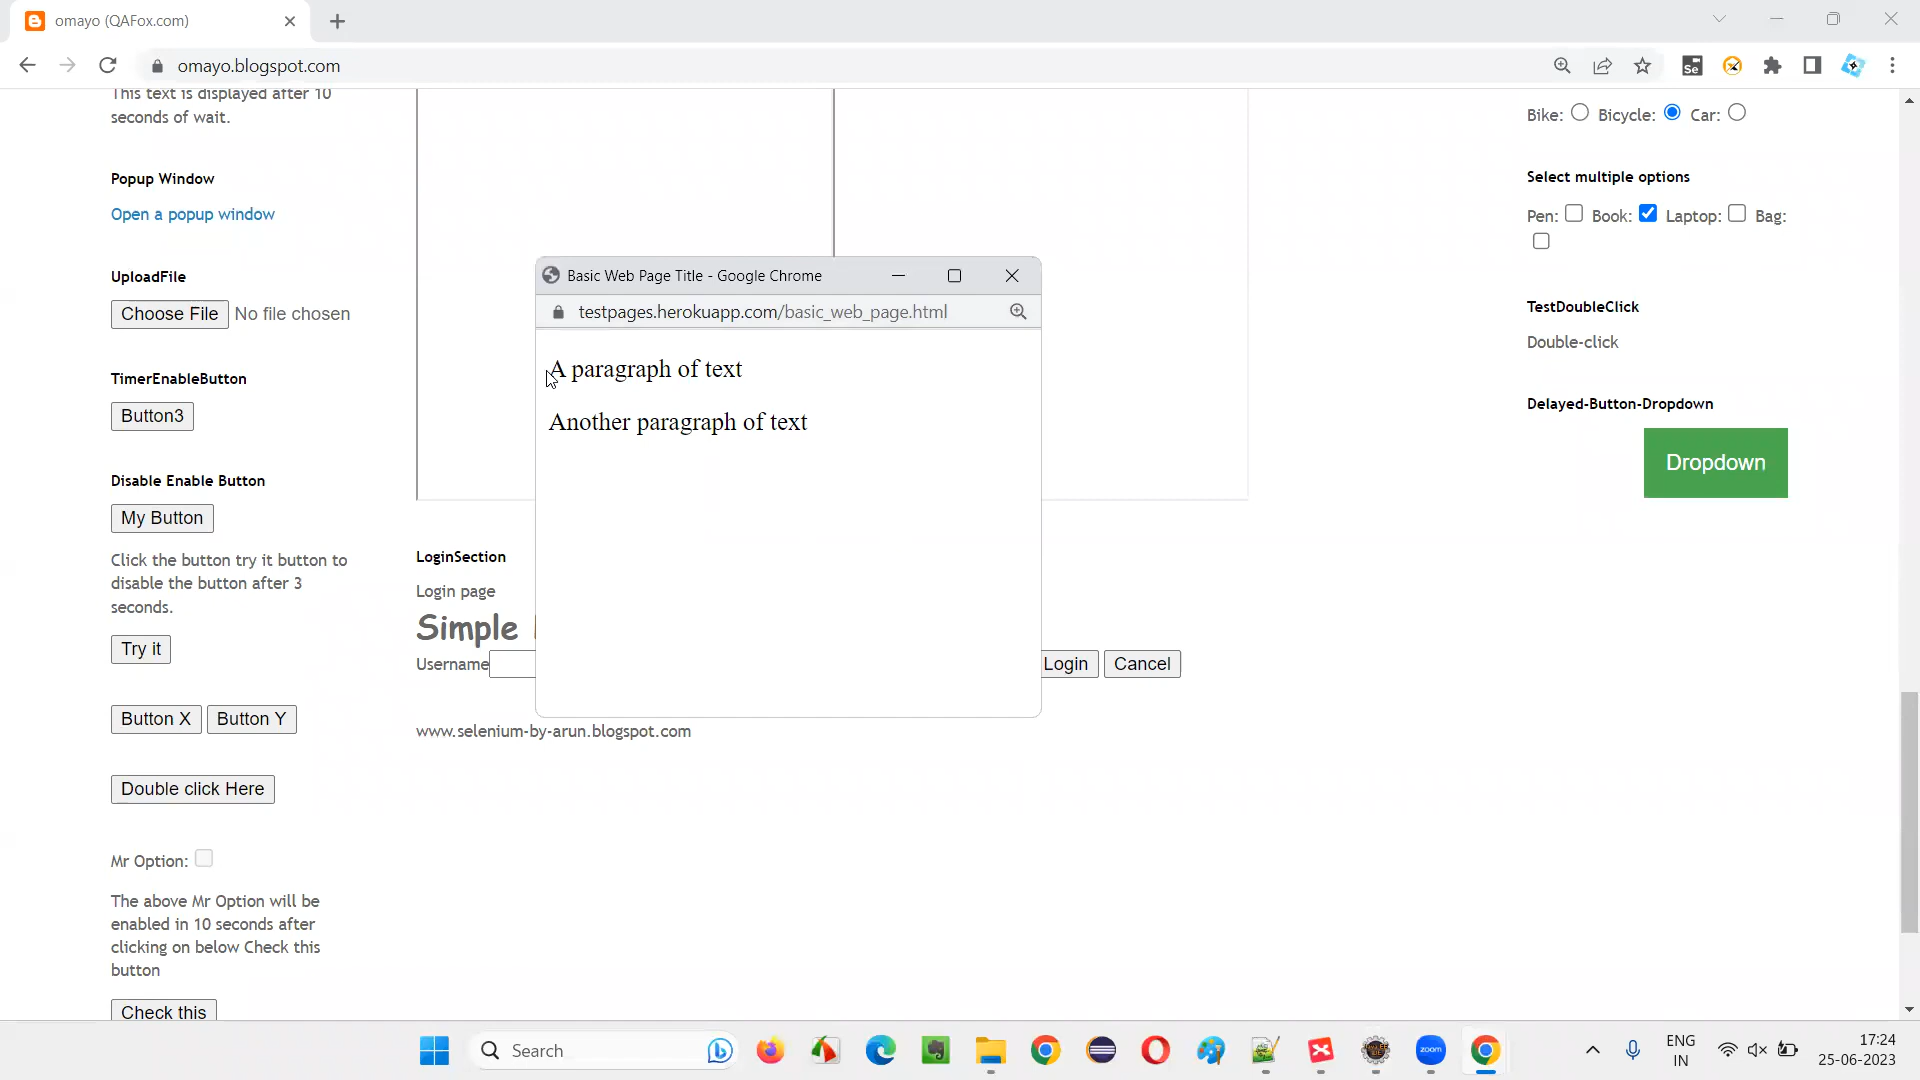 omayo (QAFox.com)
omayo.blogspot.com
This text is displayed after 10
seconds of wait.
Popup Window
Open a popup window
UploadFile
Choose File No file chosen
TimerEnableButton
Button3
Disable Enable Button
My Button
Click the button try it button to
disable the button after 3
seconds.
Try it
Button X Button Y
Double click Here
Mr Option:
The above Mr Option will be
enabled in 10 seconds after
clicking on below Check this
button
Check this
Basic Web Page Title - Google Chrome
testpages.herokuapp.com/basic_web_page.html
A paragraph of text
Another paragraph of text
LoginSection
Login page
Simple
Username Login Cancel
www.selenium-by-arun.blogspot.com
Bike: Bicycle: Car:
Select multiple options
Pen: Book: Laptop: Bag:
TestDoubleClick
Double-click
Delayed-Button-Dropdown
Dropdown
Search
zoom
ENG
IN
17:24
25-06-2023